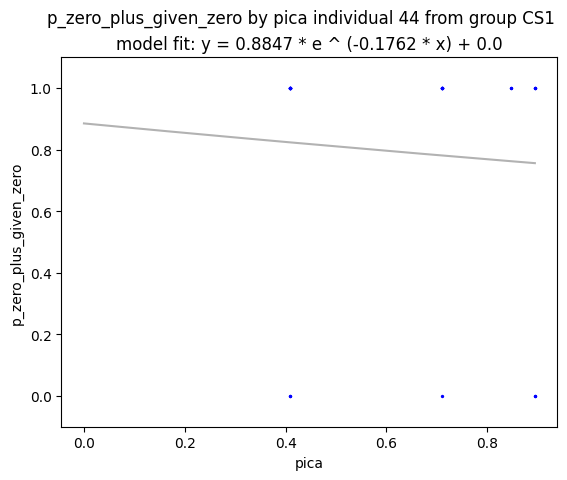 p_zero_plus_given_zero by pica individual 44 from group CS1
model fit: y = 0.8847 * e ^ (-0.1762 * x) + 0.0
1.0
0.8
0.6
0.4
0.2
0.0
p_zero_plus_given_zero
0.0 0.2 0.4 0.6 0.8
pica